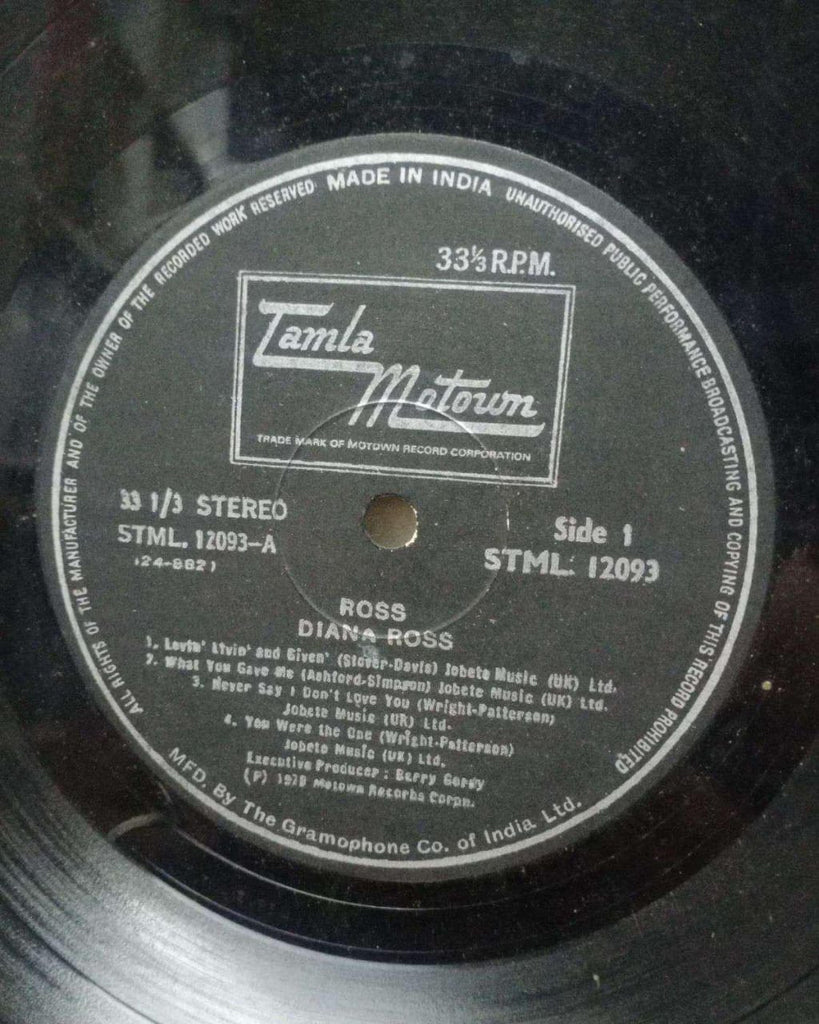 ALL RIGHTS OF THE MANUFACTURER AND OF THE OWNER OF THE RECORDED WORK RESERVED MADE IN INDIA UNAUTHORISED PUBLIC PERFORMANCE BROADCASTING AND COPYING OF THIS RECORD PROHIBITED
33⅓ R.P.M.
Tamla
Motown
TRADE MARK OF MOTOWN RECORD CORPORATION
33 1/3 STEREO
STML. 12093-A
(24-882)
Side 1
STML. 12093
ROSS
DIANA ROSS
1. Lovin' Livin' and Given' (Stover-Davis) Jobete Music (UK) Ltd.
2. What You Gave Me (Ashford-Simpson) Jobete Music (UK) Ltd.
3. Never Say I Don't Love You (Wright-Patterson)
Jobete Music (UK) Ltd.
4. You Were the One (Wright-Patterson)
Jobete Music (UK) Ltd.
Executive Producer : Berry Gordy
(P) 1978 Motown Records Corpn.
MFD. By The Gramophone Co. of India Ltd.